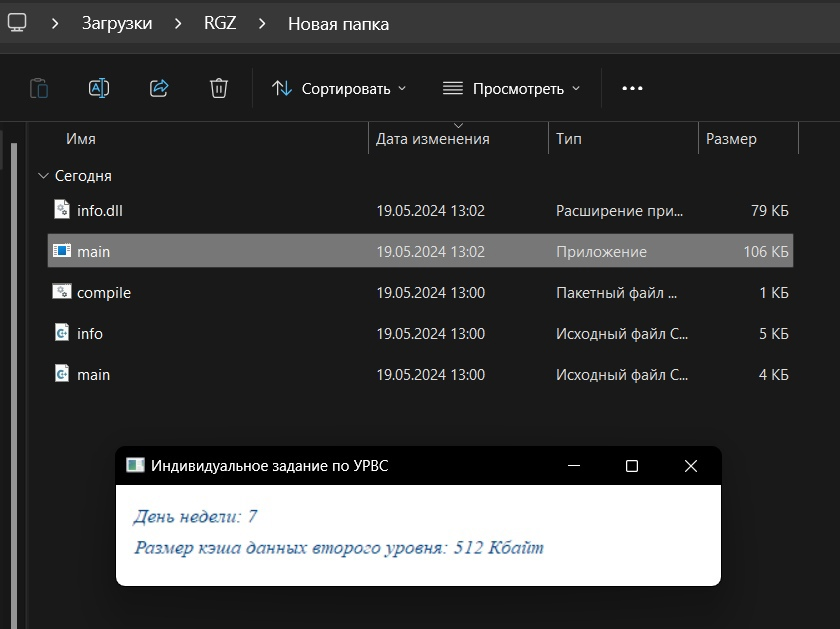 Загрузки RGZ Новая папка
Сортировать Просмотреть
Имя Дата изменения Тип Размер
Сегодня
info.dll 19.05.2024 13:02 Расширение при... 79 КБ
main 19.05.2024 13:02 Приложение 106 КБ
compile 19.05.2024 13:00 Пакетный файл ... 1 КБ
info 19.05.2024 13:00 Исходный файл C... 5 КБ
main 19.05.2024 13:00 Исходный файл C... 4 КБ
Индивидуальное задание по УРВС
День недели: 7
Размер кэша данных второго уровня: 512 Кбайт